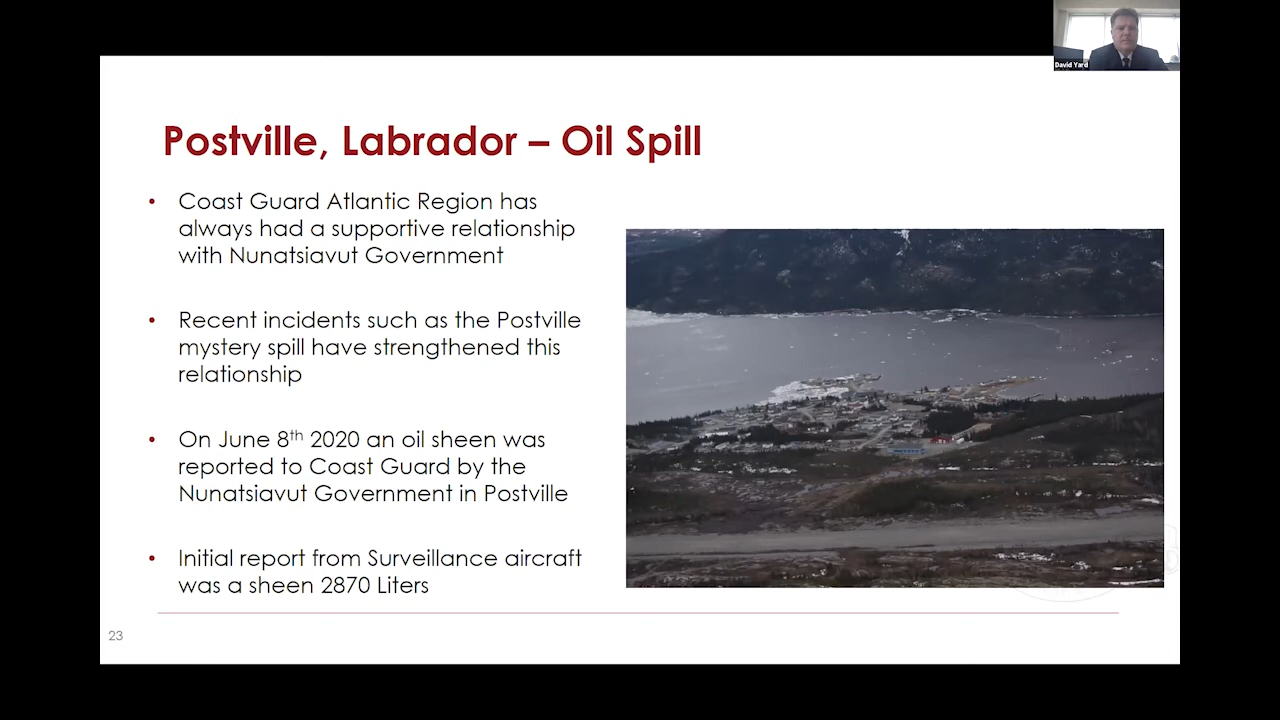 David Yard
Postville, Labrador – Oil Spill
• Coast Guard Atlantic Region has
always had a supportive relationship
with Nunatsiavut Government
• Recent incidents such as the Postville
mystery spill have strengthened this
relationship
• On June 8th 2020 an oil sheen was
reported to Coast Guard by the
Nunatsiavut Government in Postville
• Initial report from Surveillance aircraft
was a sheen 2870 Liters
23